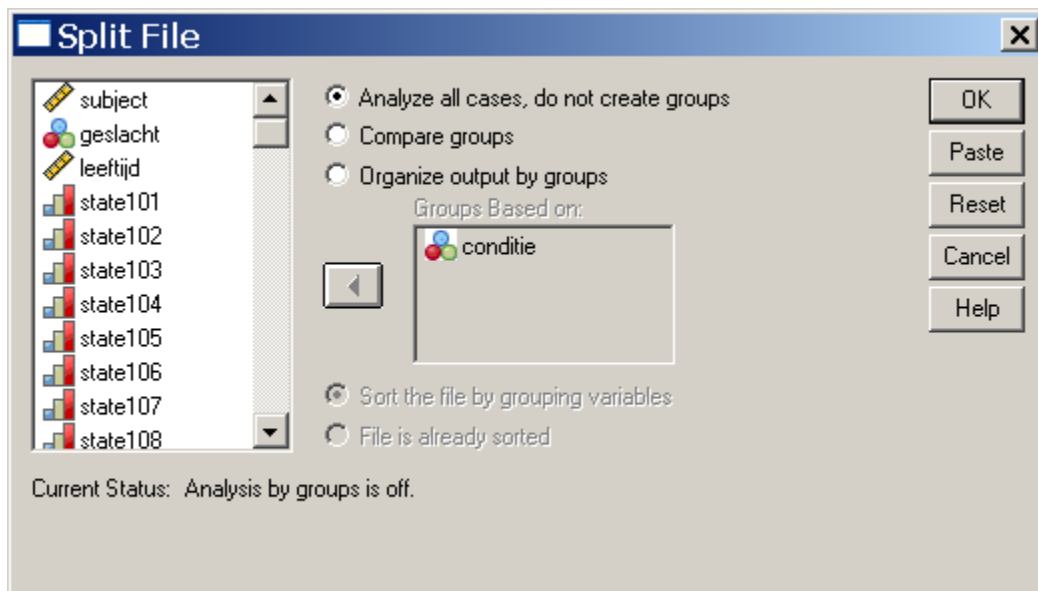 Split File
subject
geslacht
leeftijd
state101
state102
state103
state104
state105
state106
state107
state108
Analyze all cases, do not create groups
Compare groups
Organize output by groups
Groups Based on:
conditie
Sort the file by grouping variables
File is already sorted
OK
Paste
Reset
Cancel
Help
Current Status: Analysis by groups is off.